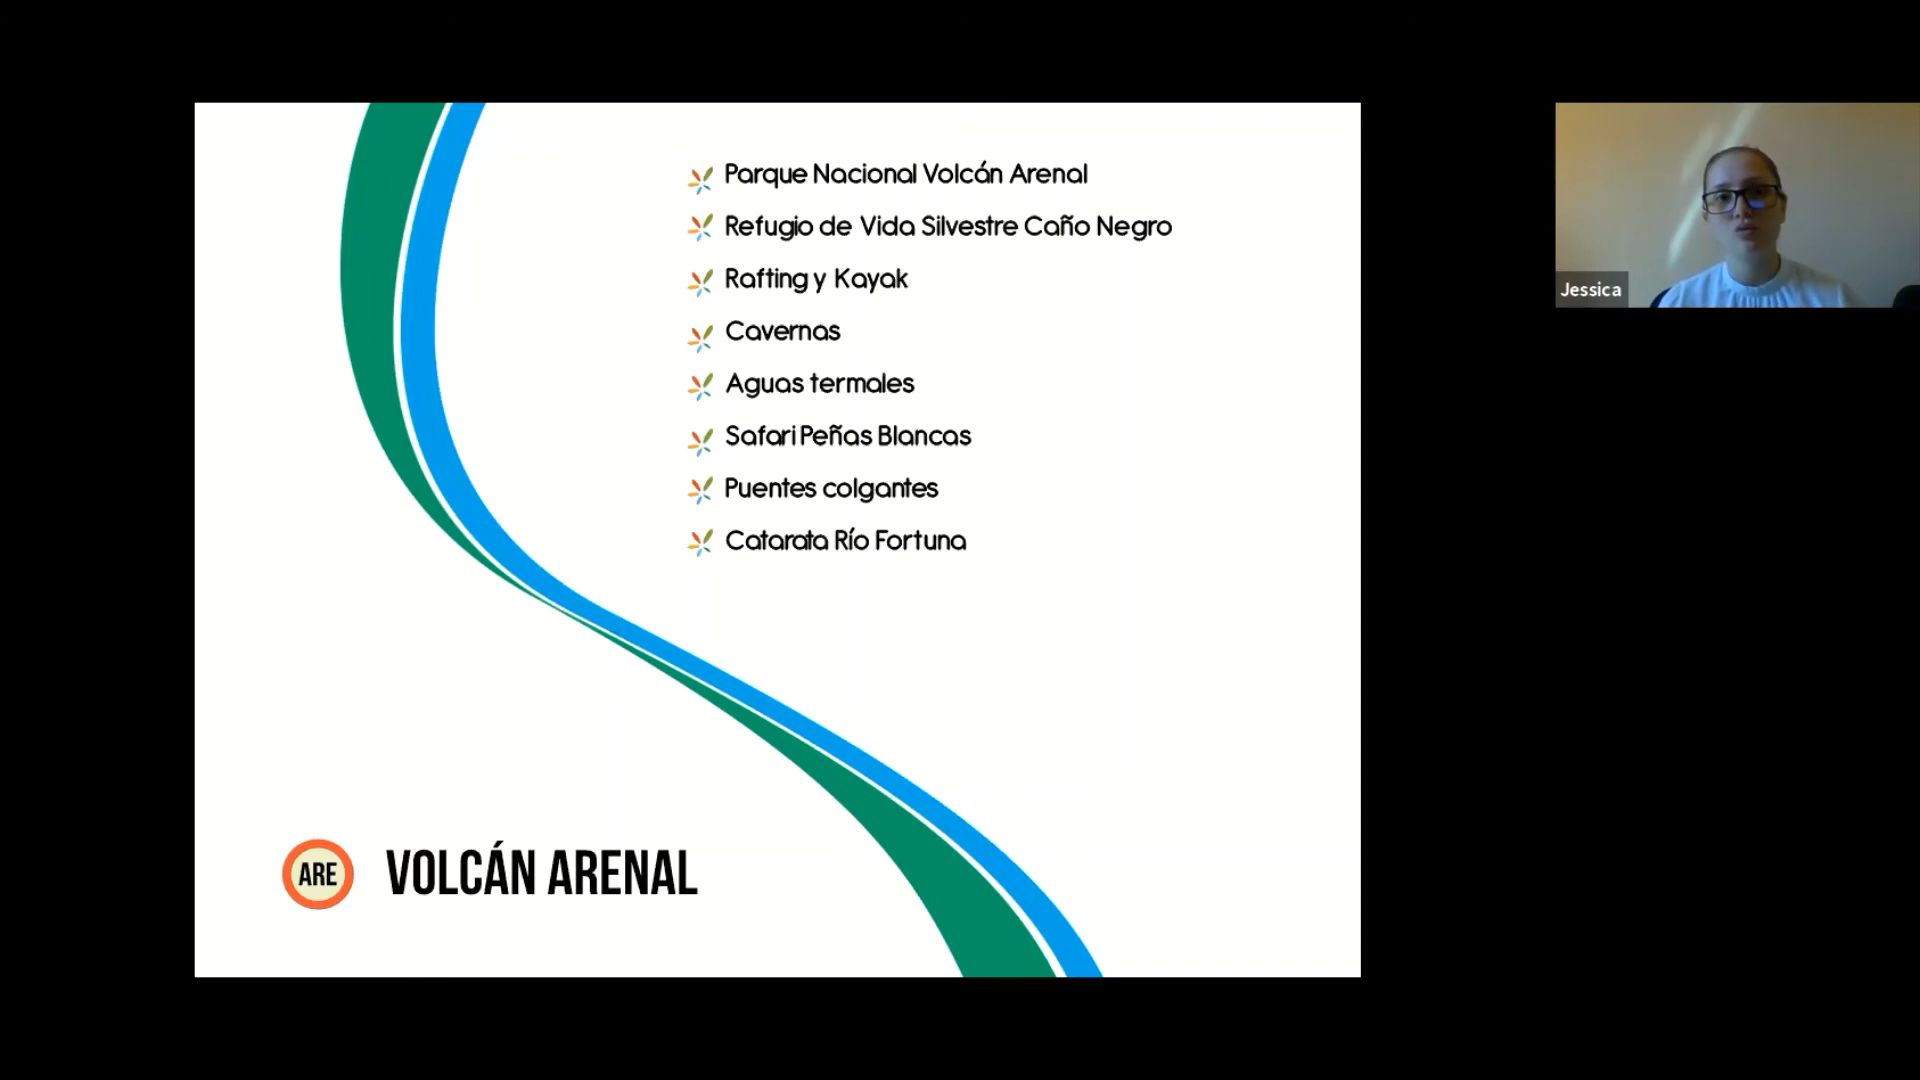 Parque Nacional Volcán Arenal
Refugio de Vida Silvestre Caño Negro
Rafting y Kayak
Cavernas
Aguas termales
Safari Peñas Blancas
Puentes colgantes
Catarata Río Fortuna
ARE VOLCÁN ARENAL
Jessica